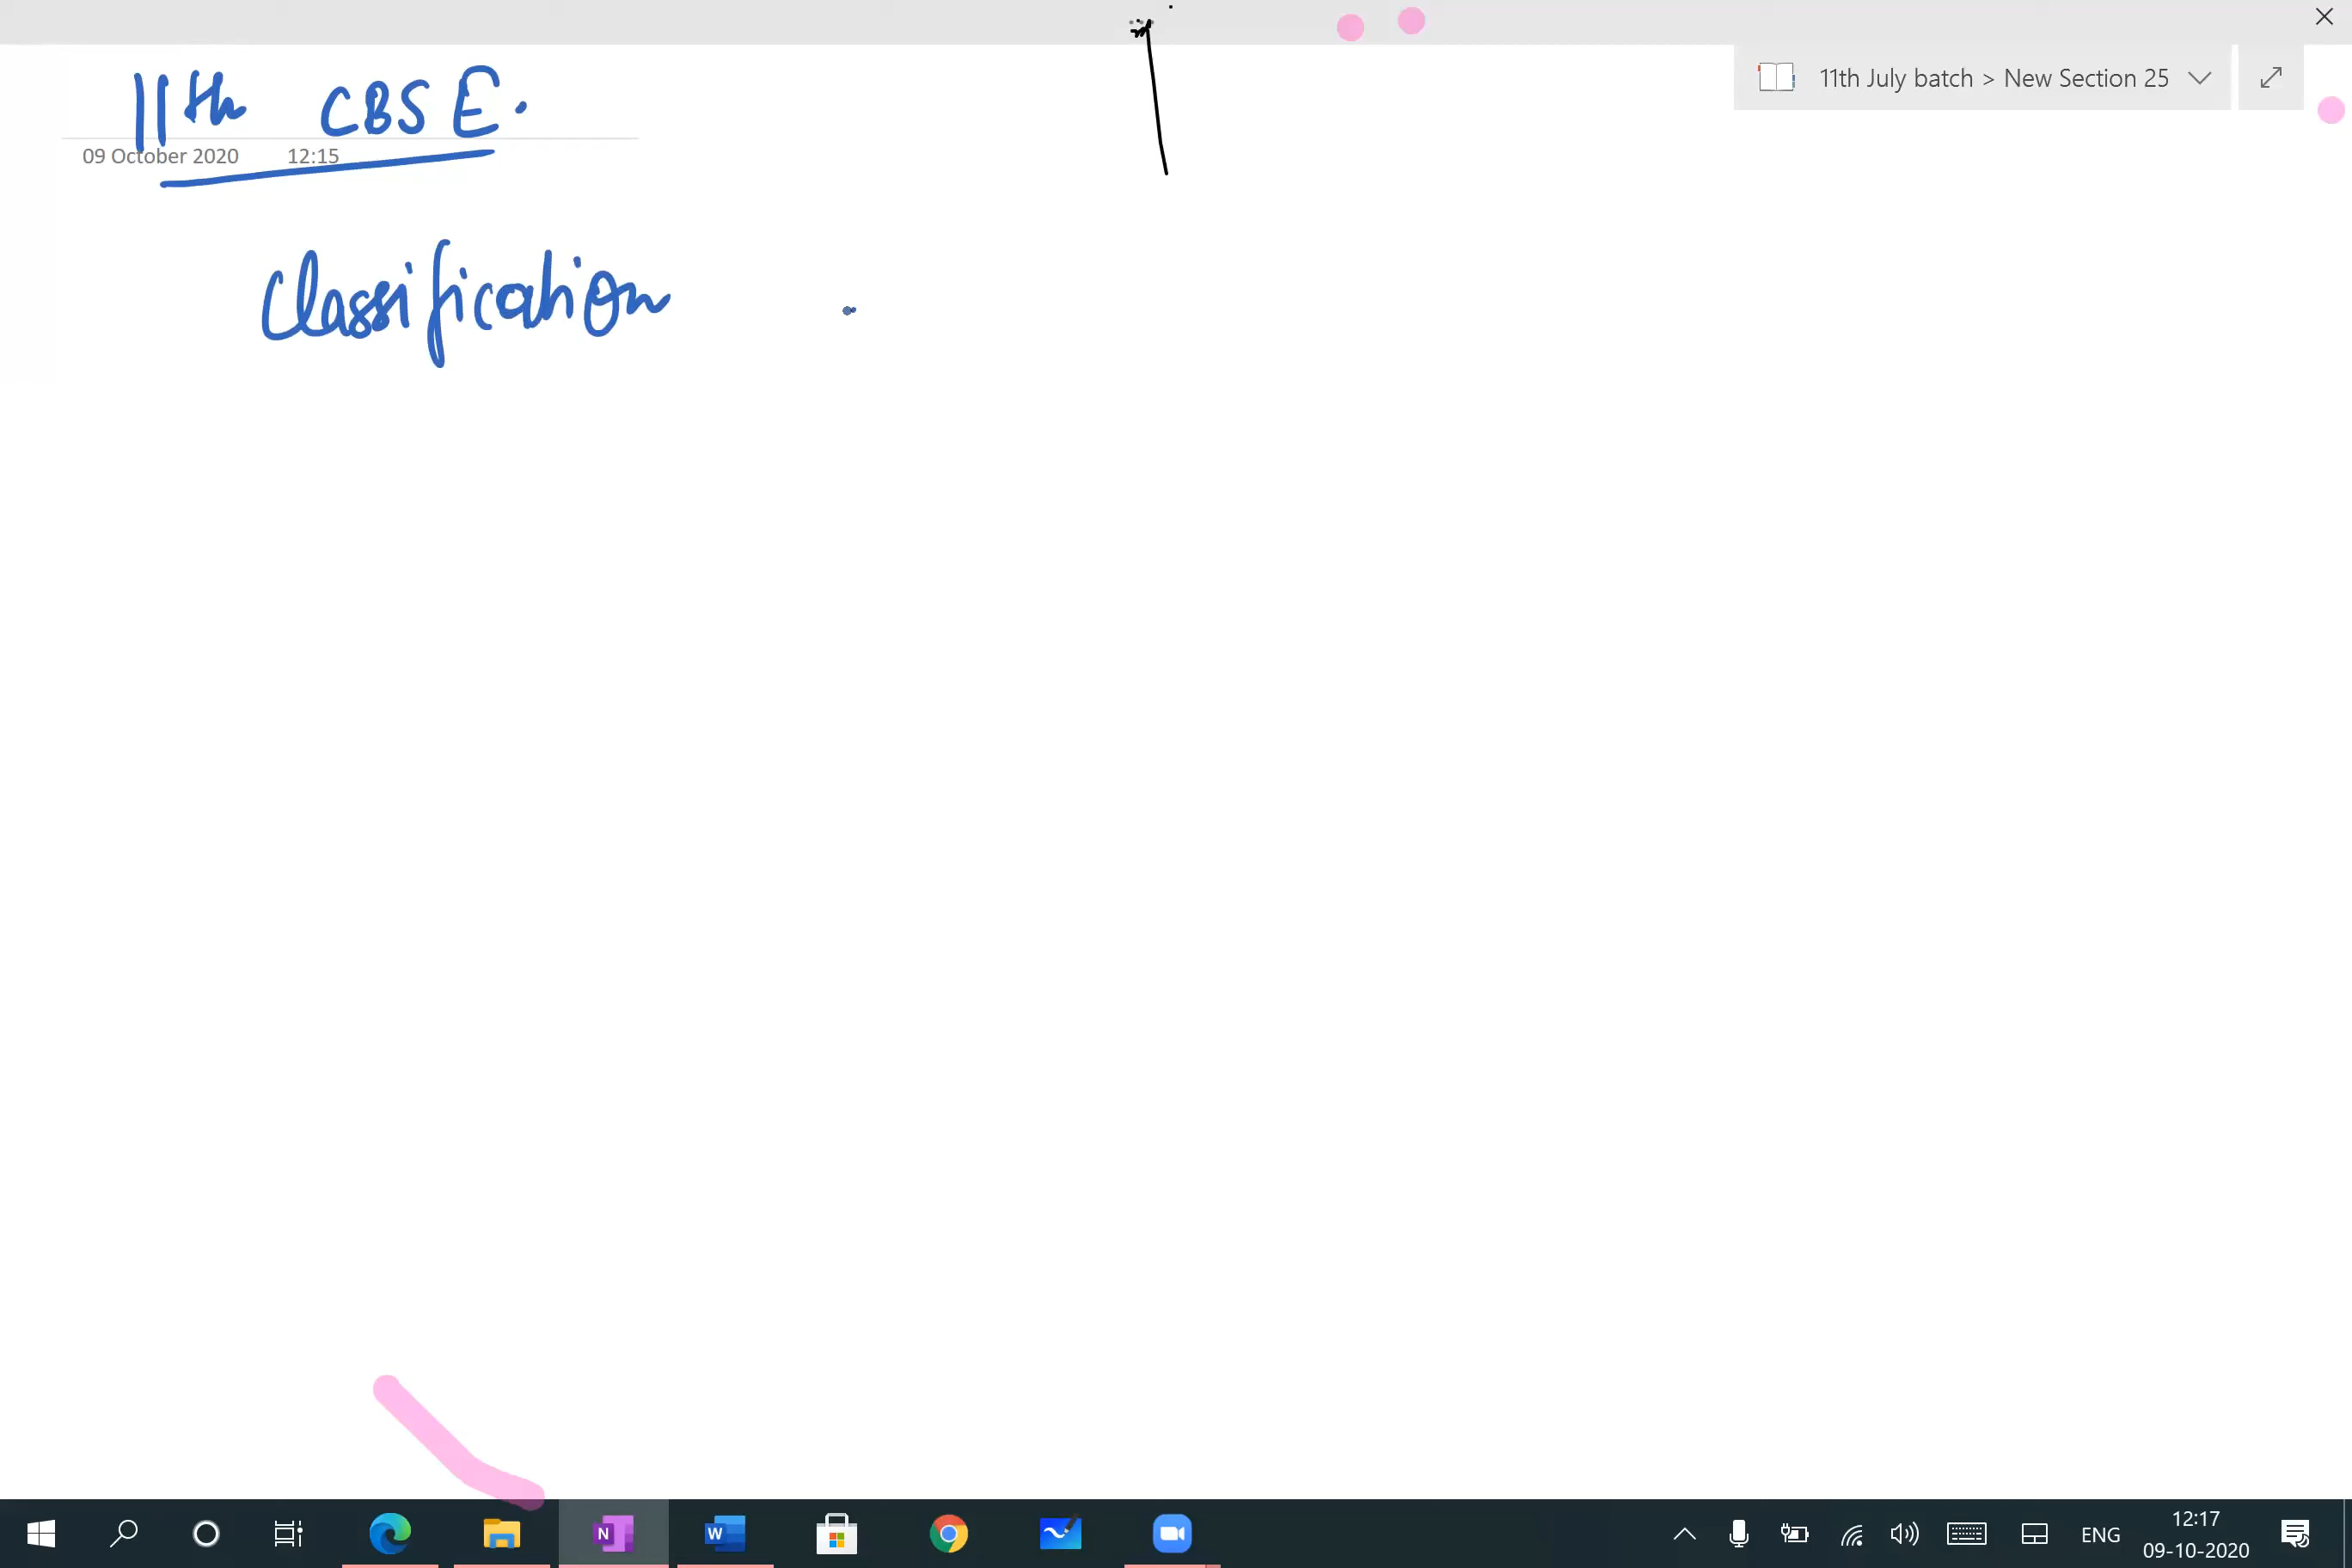 11th CBSE.
11th July batch > New Section 25
09 October 2020 12:15
Classification
ENG
12:17
09-10-2020